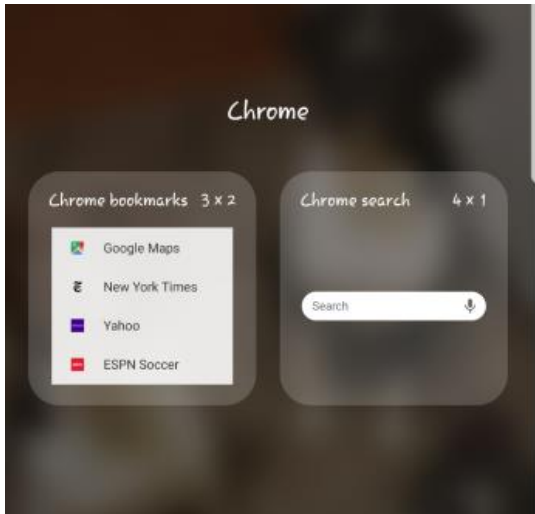 Chrome
Chrome bookmarks 3 x 2
Google Maps
New York Times
Yahoo
ESPN Soccer
Chrome search 4 x 1
Search